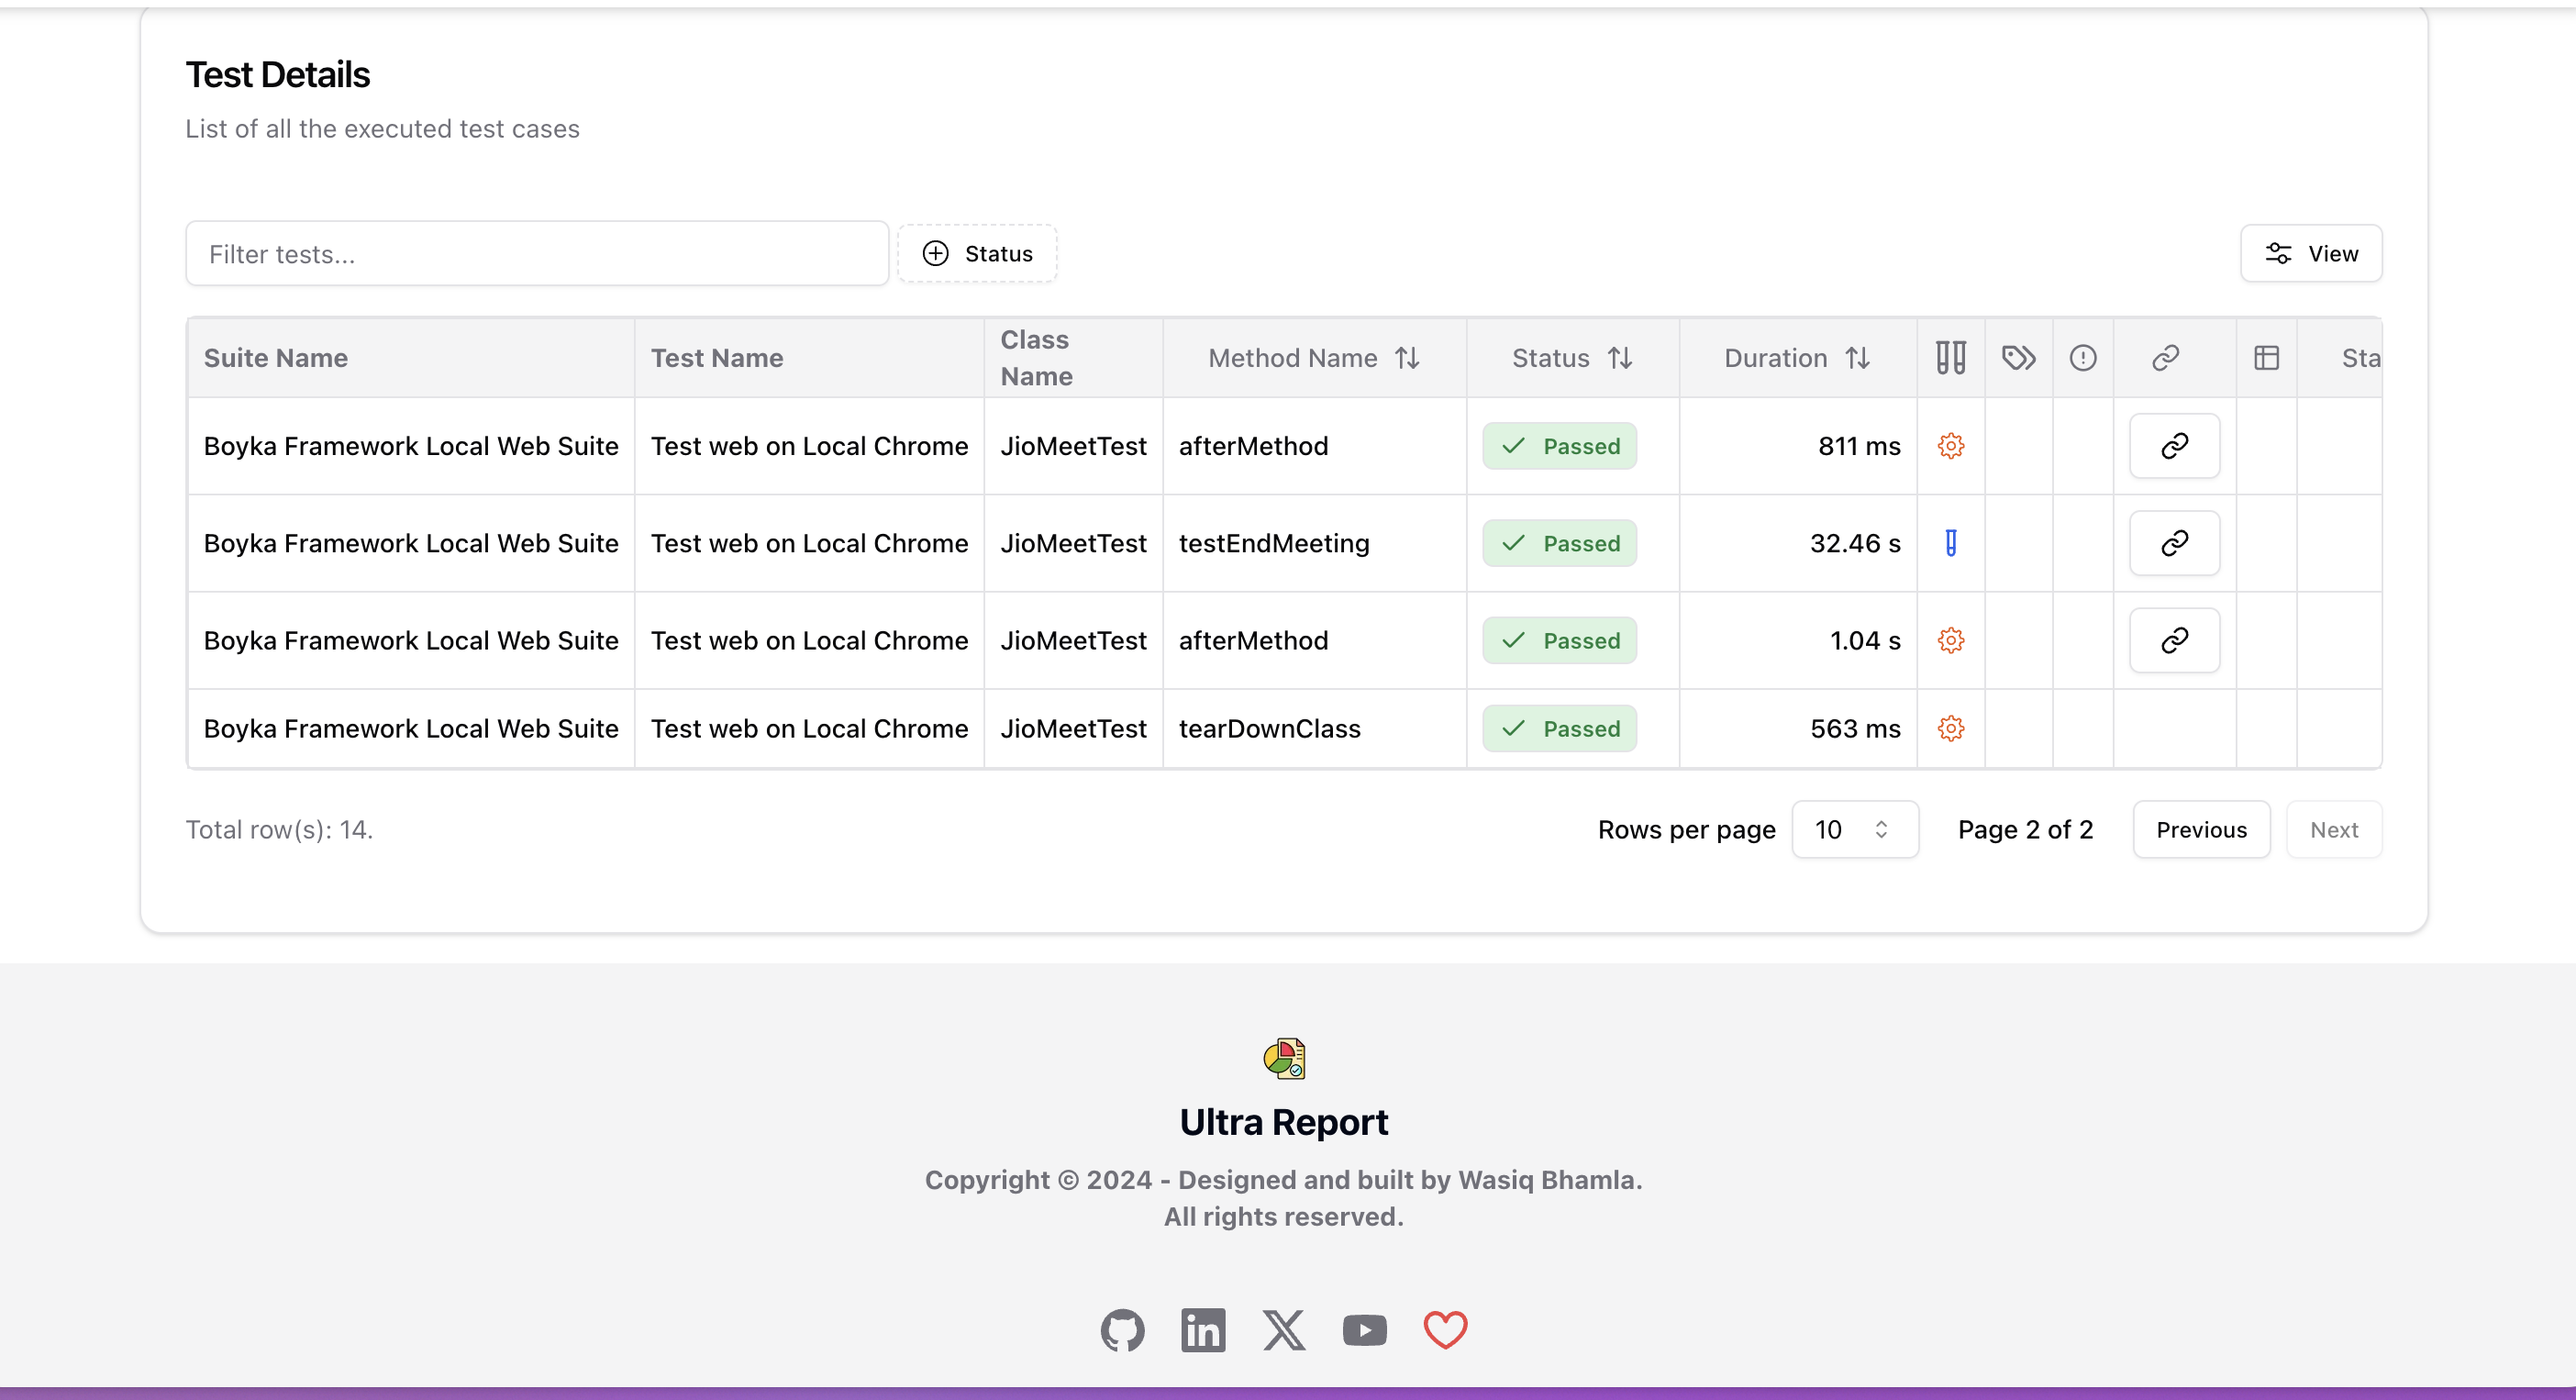 Test Details
List of all the executed test cases
Filter tests...
Status
View
Suite Name Test Name Class Name Method Name Status Duration Sta
Boyka Framework Local Web Suite Test web on Local Chrome JioMeetTest afterMethod Passed 811 ms
Boyka Framework Local Web Suite Test web on Local Chrome JioMeetTest testEndMeeting Passed 32.46 s
Boyka Framework Local Web Suite Test web on Local Chrome JioMeetTest afterMethod Passed 1.04 s
Boyka Framework Local Web Suite Test web on Local Chrome JioMeetTest tearDownClass Passed 563 ms
Total row(s): 14. Rows per page 10 Page 2 of 2 Previous Next
Ultra Report
Copyright © 2024 - Designed and built by Wasiq Bhamla.
All rights reserved.